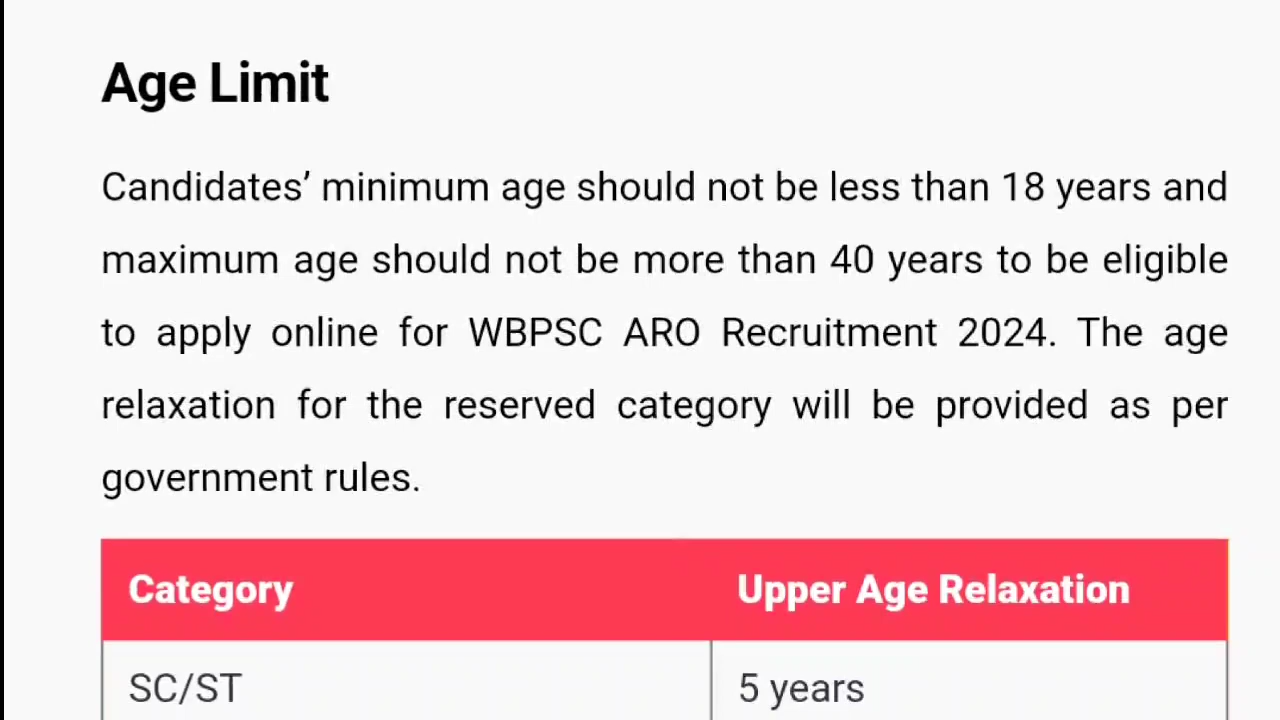 Age Limit
Candidates’ minimum age should not be less than 18 years and
maximum age should not be more than 40 years to be eligible
to apply online for WBPSC ARO Recruitment 2024. The age
relaxation for the reserved category will be provided as per
government rules.
Category Upper Age Relaxation
SC/ST 5 years